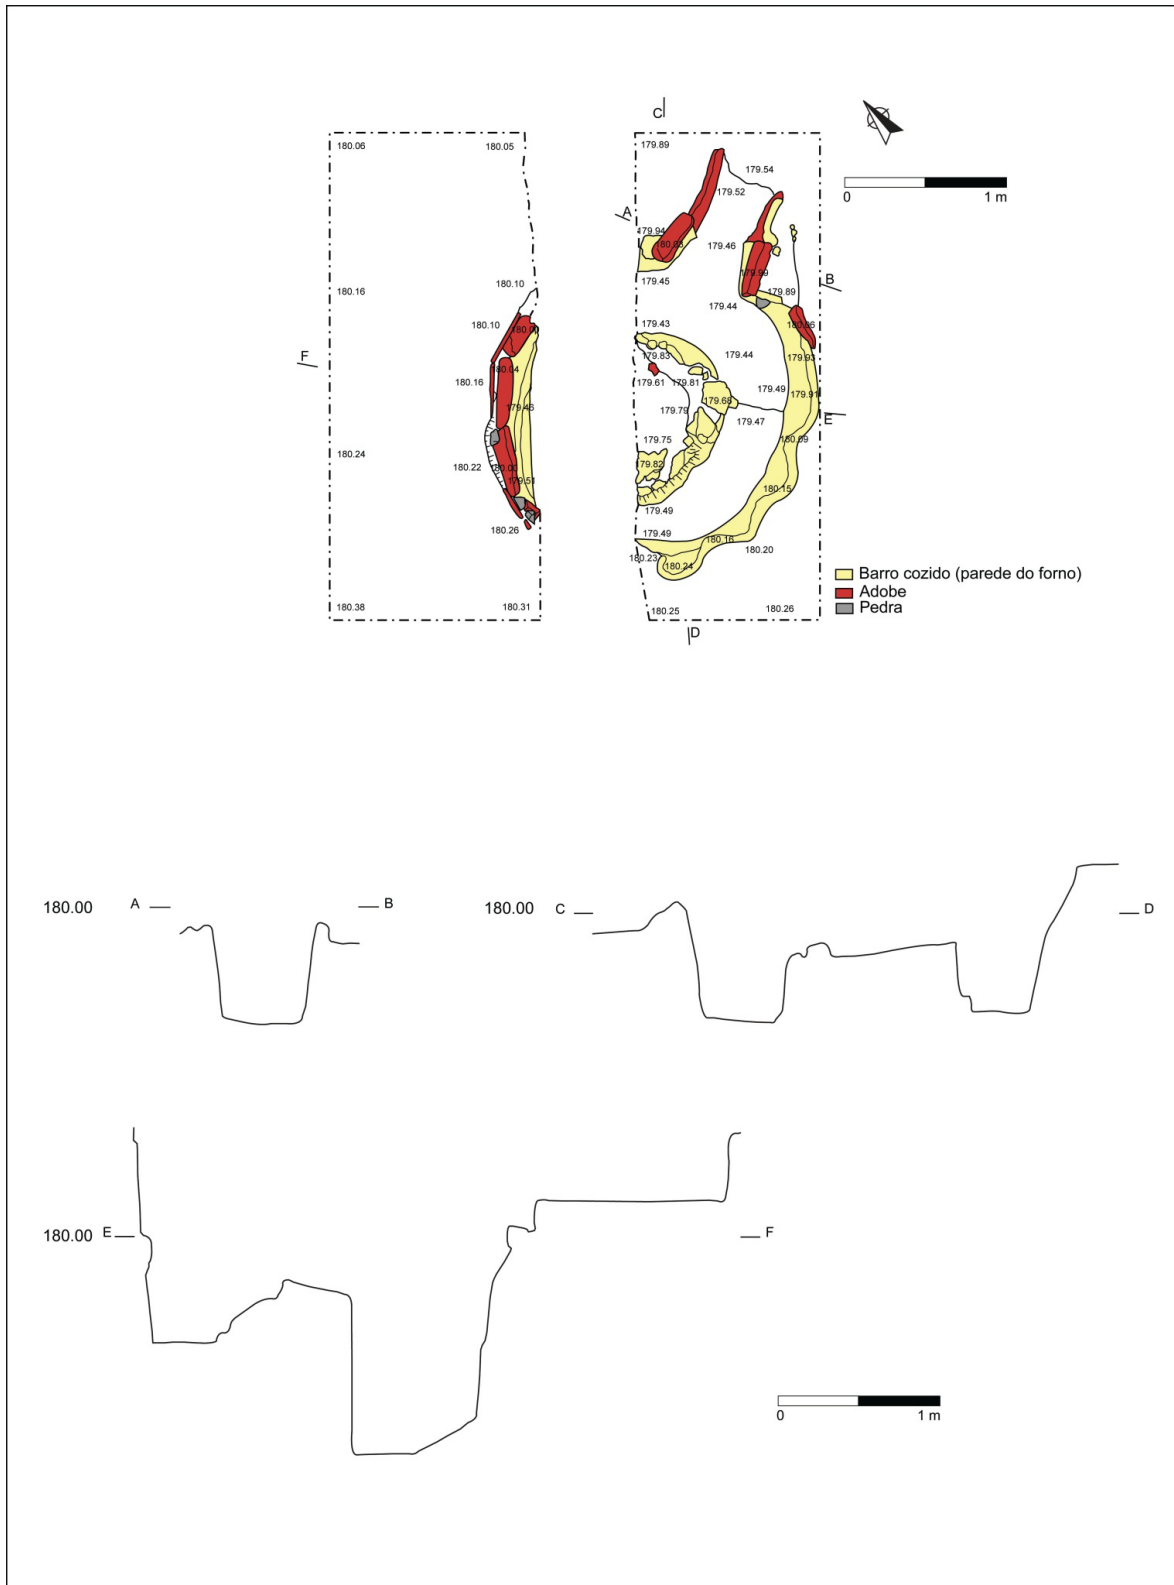 C
180.06 180.05 179.89
179.54
179.52
0 1 m
A
179.94
180.08 179.46
179.99
179.45
180.10 B
180.16 179.89
179.44
180.10 179.43 180.06
F
179.83 179.44 179.93
180.04
180.16 179.61 179.81 179.49 179.91
179.46 179.79 179.68
179.47 E
179.75 180.09
180.24
180.22 180.00 179.82
179.51 180.15
179.49
180.26 179.49 180.16 180.20
180.23
180.24
Barro cozido (parede do forno)
Adobe
Pedra
180.38 180.31 180.25 180.26
D
180.00 A B 180.00 C D
180.00 E F
0 1 m